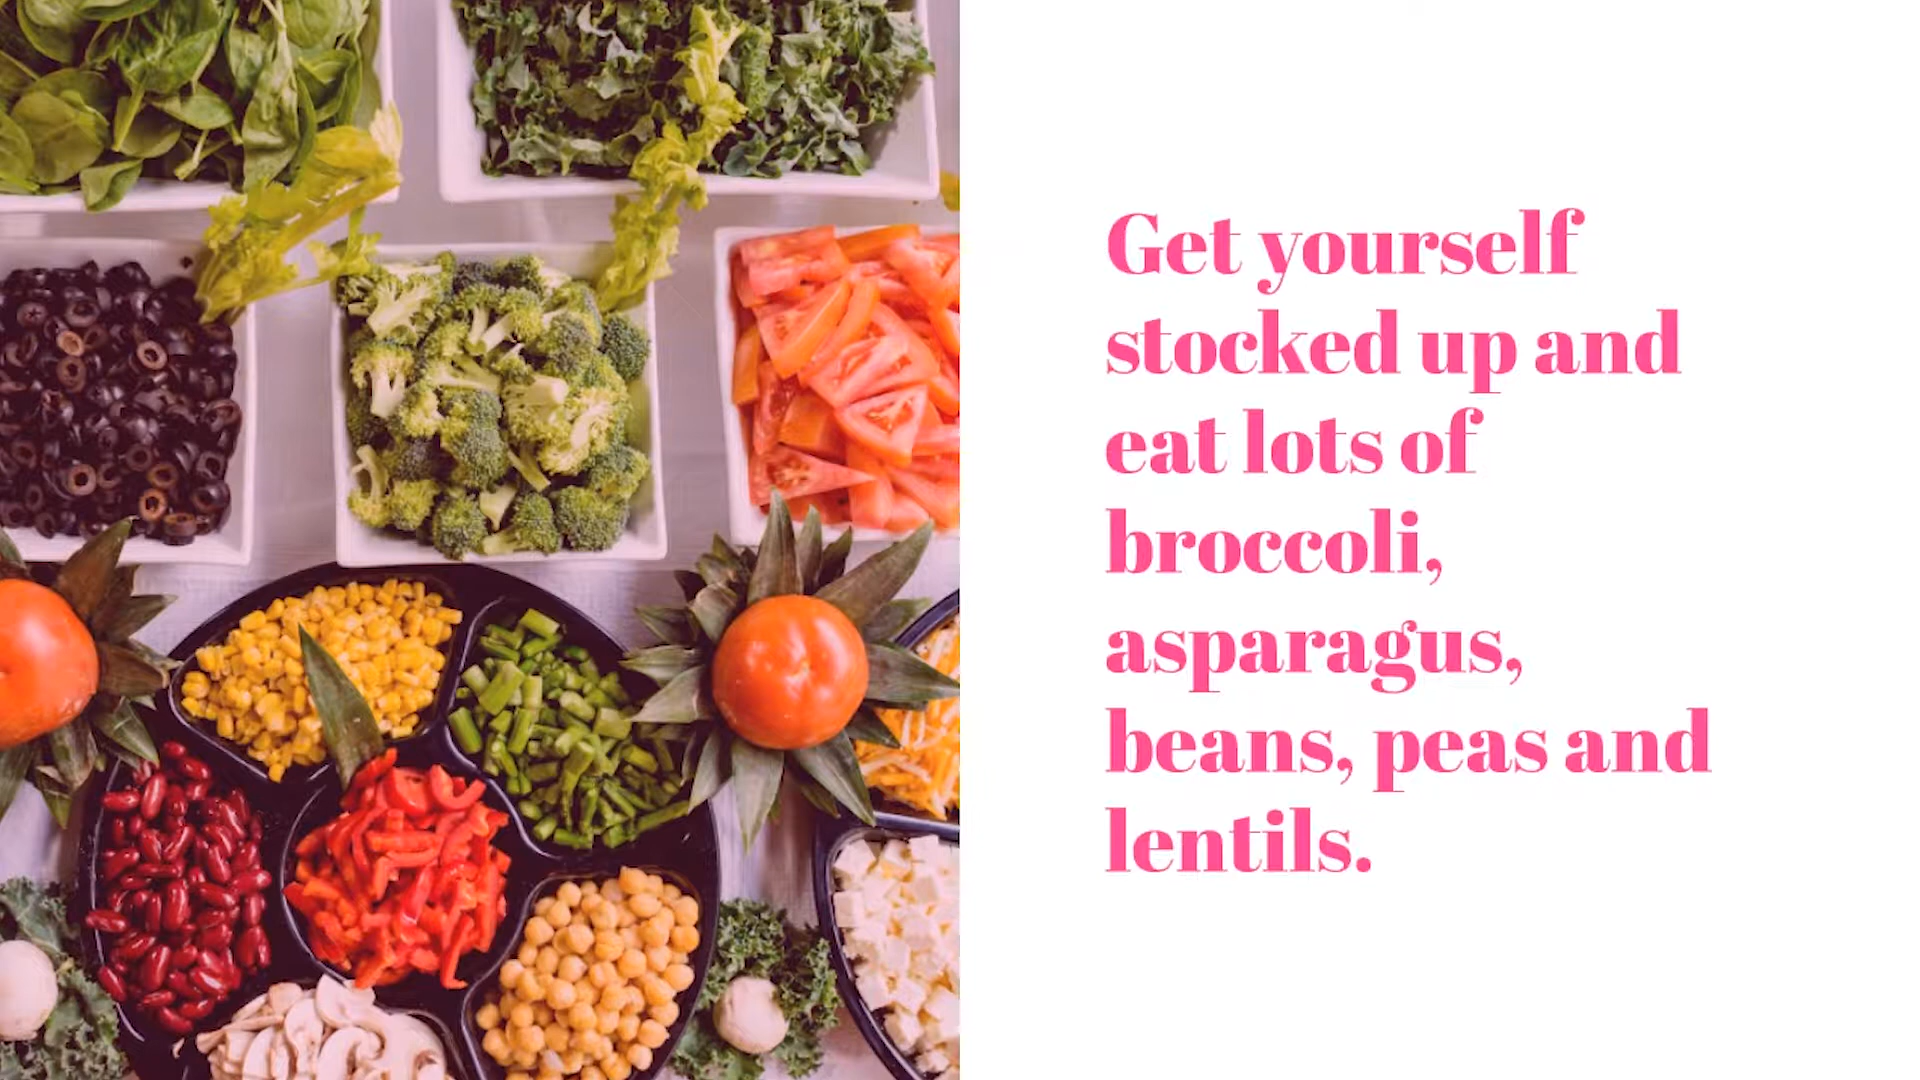 Get yourself
stocked up and
eat lots of
broccoli,
asparagus,
beans, peas and
lentils.